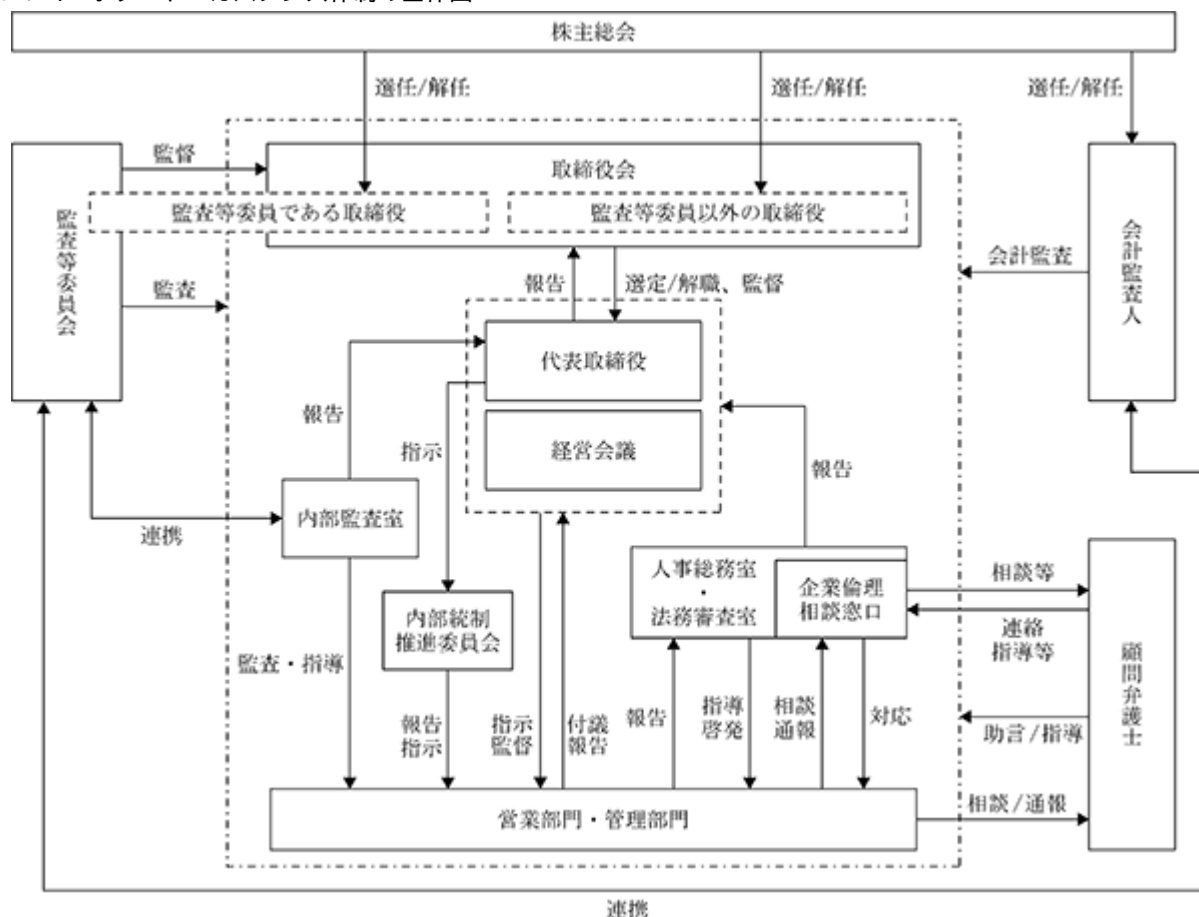 株主総会
選任/解任
選任/解任
選任/解任
監督
取締役会
監査等委員である取締役
監査等委員以外の取締役
監査等委員会
会計監査人
会計監査
監査
報告
選定/解職、監督
代表取締役
報告
指示
経営会議
報告
内部監査室
連携
人事総務室
・
法務審査室
企業倫理
相談窓口
相談等
連絡
指導等
内部統制
推進委員会
顧問弁護士
監査・指導
報告
指示
指示
監督
付議
報告
報告
指導
啓発
相談
通報
対応
助言/指導
営業部門・管理部門
相談/通報
連携